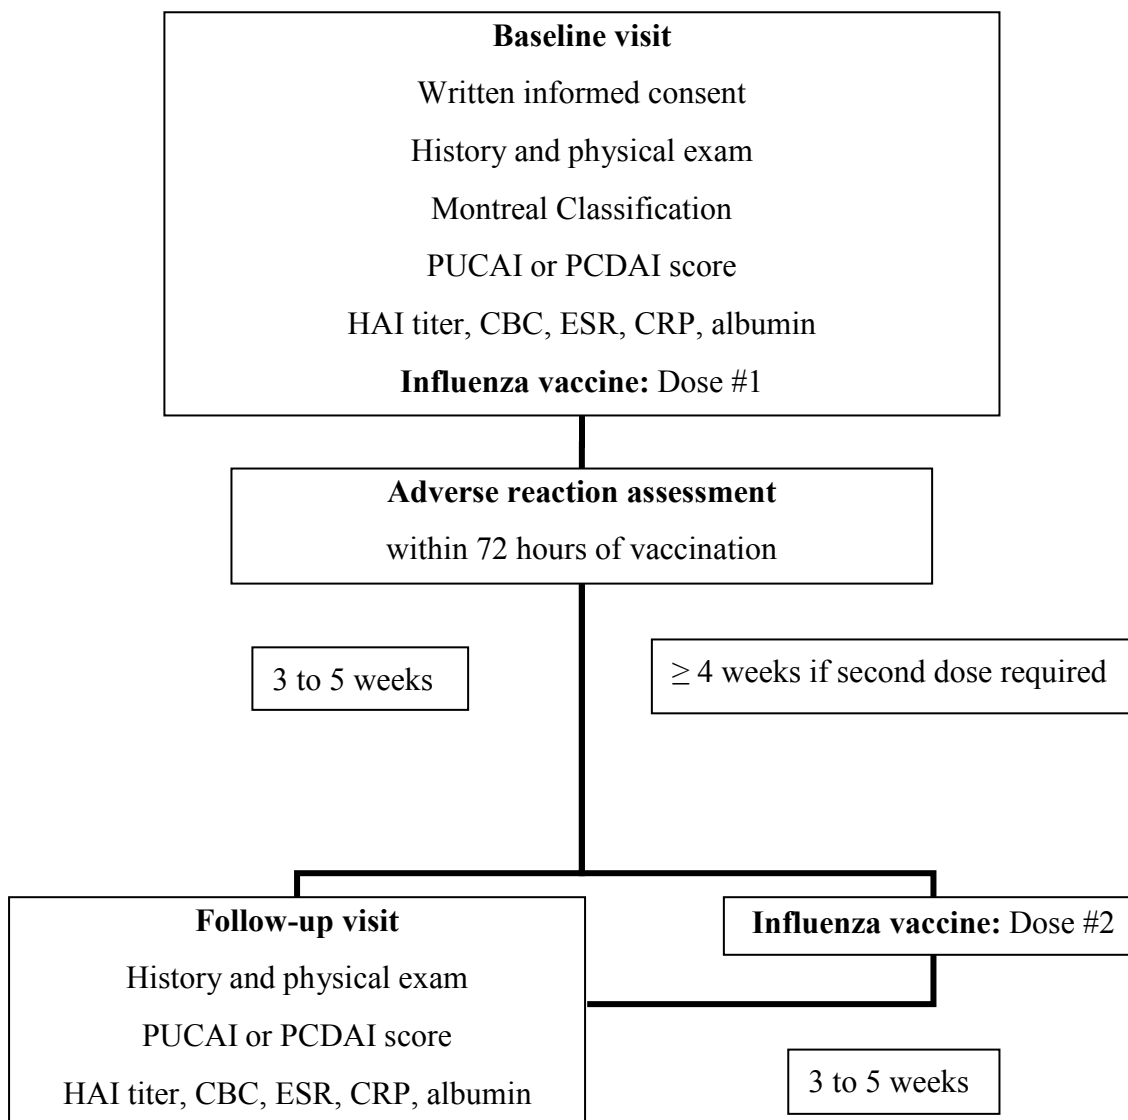 Baseline visit
Written informed consent
History and physical exam
Montreal Classification
PUCAI or PCDAI score
HAI titer, CBC, ESR, CRP, albumin
Influenza vaccine: Dose #1
Adverse reaction assessment
within 72 hours of vaccination
3 to 5 weeks
≥ 4 weeks if second dose required
Follow-up visit
History and physical exam
PUCAI or PCDAI score
HAI titer, CBC, ESR, CRP, albumin
Influenza vaccine: Dose #2
3 to 5 weeks